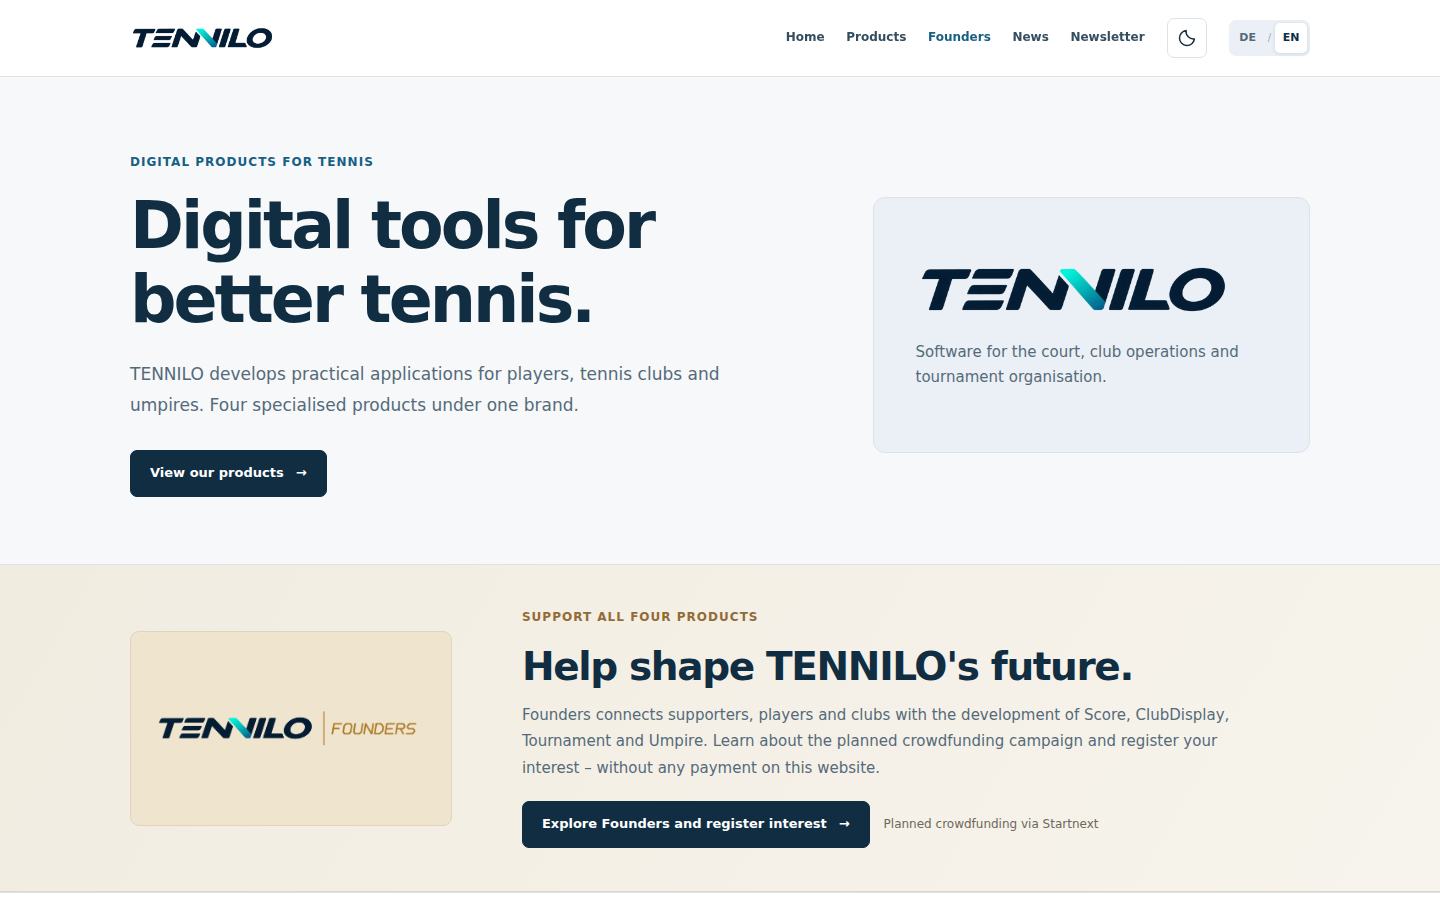 TENNILO
Home
Products
Founders
News
Newsletter
DE / EN
DIGITAL PRODUCTS FOR TENNIS
Digital tools for
better tennis.
TENNILO develops practical applications for players, tennis clubs and
umpires. Four specialised products under one brand.
View our products →
TENNILO
Software for the court, club operations and
tournament organisation.
TENNILO | FOUNDERS
SUPPORT ALL FOUR PRODUCTS
Help shape TENNILO's future.
Founders connects supporters, players and clubs with the development of Score, ClubDisplay,
Tournament and Umpire. Learn about the planned crowdfunding campaign and register your
interest – without any payment on this website.
Explore Founders and register interest →
Planned crowdfunding via Startnext